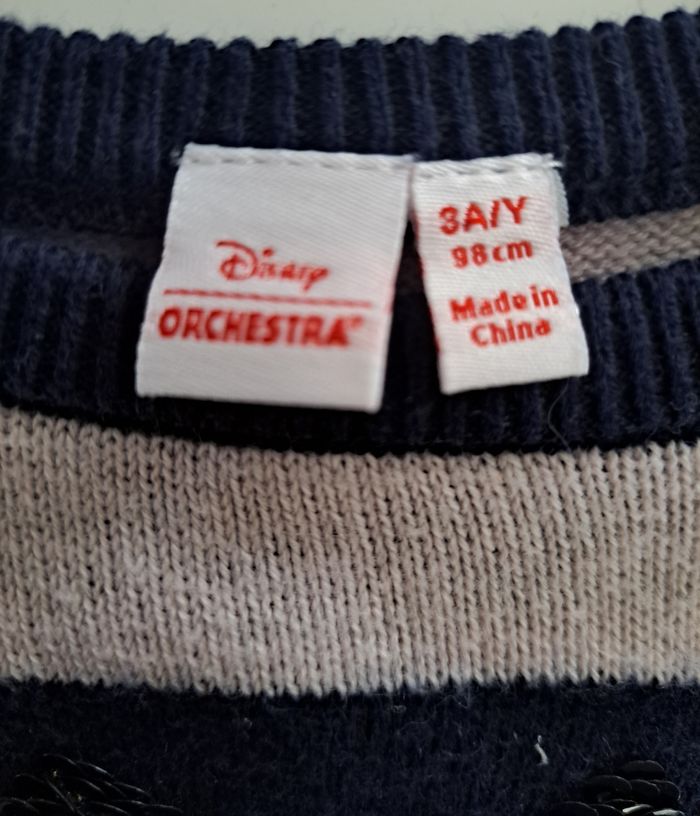 Disney
ORCHESTRA®
3A/Y
98cm
Made in
China